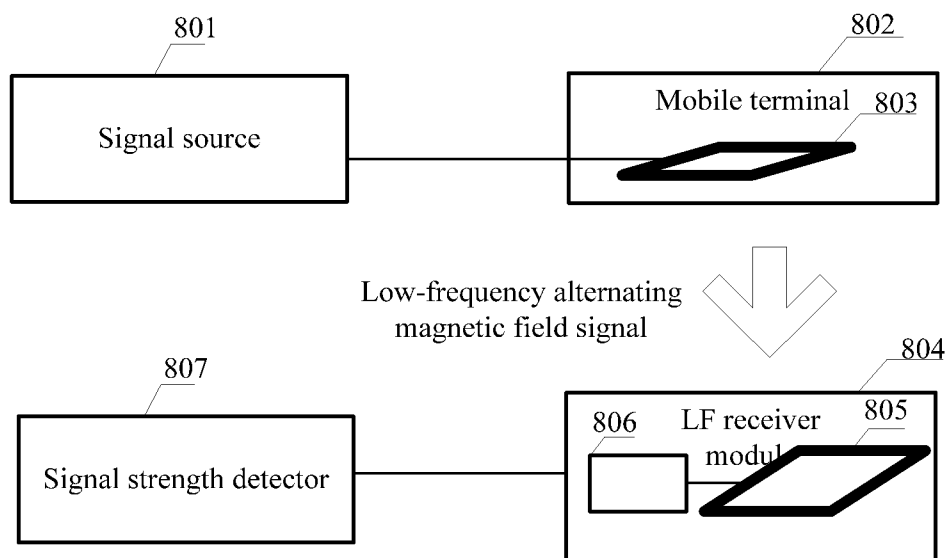 801
Signal source
802
Mobile terminal
803
Low-frequency alternating
magnetic field signal
804
807
Signal strength detector
806
LF receiver
modul
805